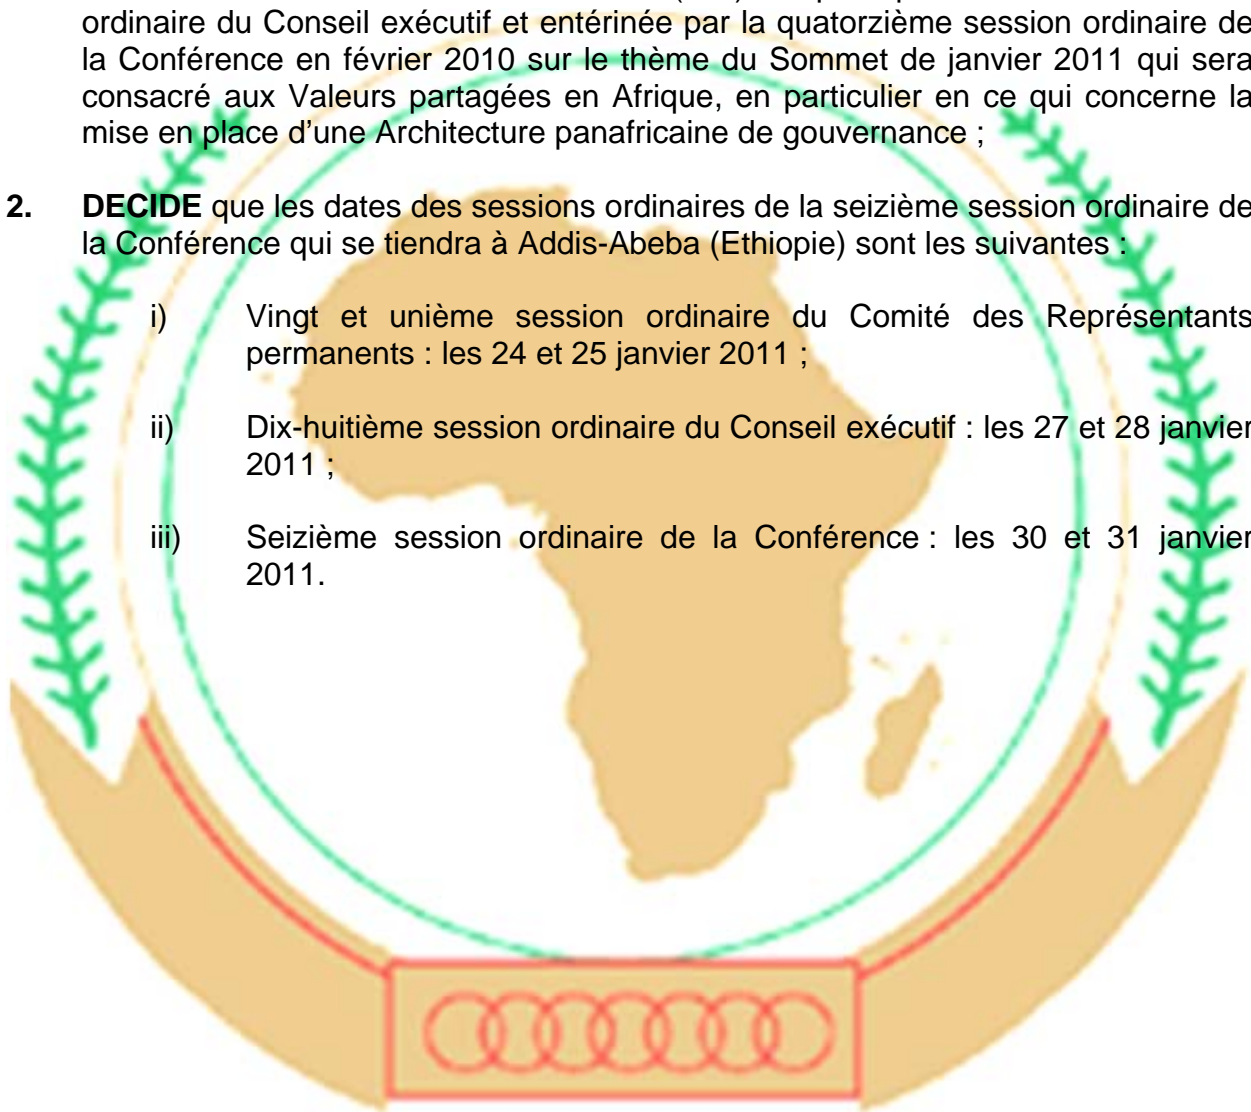 ordinaire du Conseil exécutif et entérinée par la quatorzième session ordinaire de
la Conférence en février 2010 sur le thème du Sommet de janvier 2011 qui sera
consacré aux Valeurs partagées en Afrique, en particulier en ce qui concerne la
mise en place d’une Architecture panafricaine de gouvernance ;
2. DECIDE que les dates des sessions ordinaires de la seizième session ordinaire de
la Conférence qui se tiendra à Addis-Abeba (Ethiopie) sont les suivantes :
i) Vingt et unième session ordinaire du Comité des Représentants
permanents : les 24 et 25 janvier 2011 ;
ii) Dix-huitième session ordinaire du Conseil exécutif : les 27 et 28 janvier
2011 ;
iii) Seizième session ordinaire de la Conférence : les 30 et 31 janvier
2011.